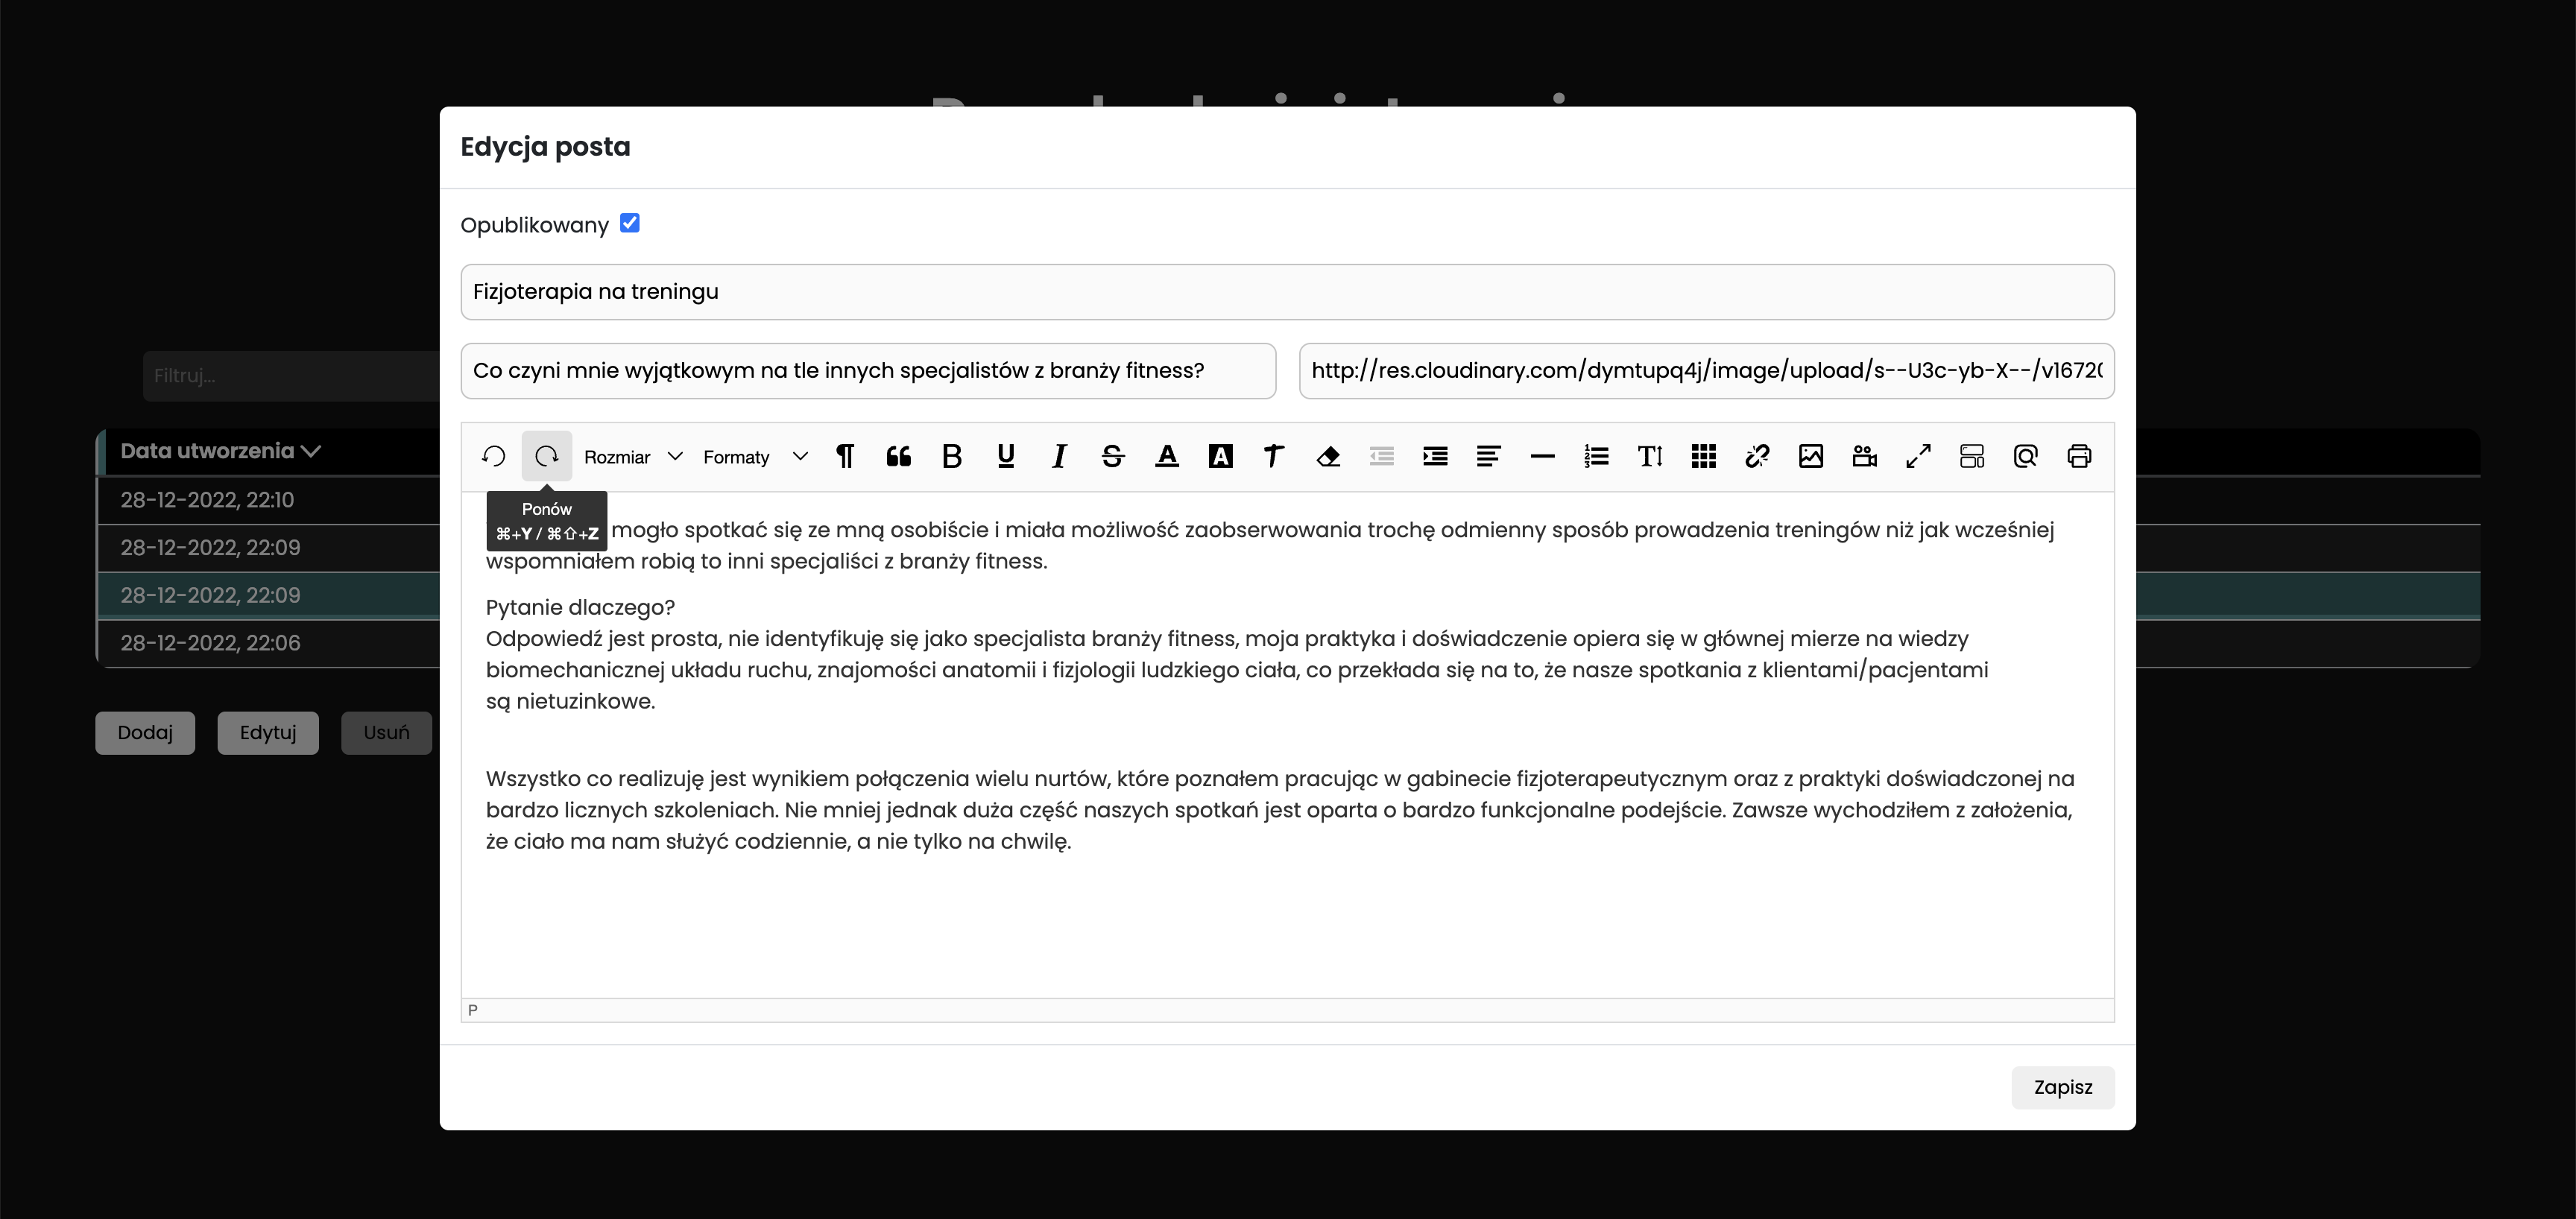 Edycja posta
Opublikowany
Fizjoterapia na treningu
Co czyni mnie wyjątkowym na tle innych specjalistów z branży fitness?
http://res.cloudinary.com/dymtupq4j/image/upload/s--U3c-yb-X--/v1672
Filtruj...
Data utworzenia
28-12-2022, 22:10
28-12-2022, 22:09
28-12-2022, 22:09
28-12-2022, 22:06
Dodaj
Edytuj
Usuń
Rozmiar
Formaty
Ponów
⌘+Y / ⌘⇧+Z
mogło spotkać się ze mną osobiście i miała możliwość zaobserwowania trochę odmienny sposób prowadzenia treningów niż jak wcześniej
wspomniałem robią to inni specjaliści z branży fitness.
Pytanie dlaczego?
Odpowiedź jest prosta, nie identyfikuję się jako specjalista branży fitness, moja praktyka i doświadczenie opiera się w głównej mierze na wiedzy
biomechanicznej układu ruchu, znajomości anatomii i fizjologii ludzkiego ciała, co przekłada się na to, że nasze spotkania z klientami/pacjentami
są nietuzinkowe.
Wszystko co realizuję jest wynikiem połączenia wielu nurtów, które poznałem pracując w gabinecie fizjoterapeutycznym oraz z praktyki doświadczonej na
bardzo licznych szkoleniach. Nie mniej jednak duża część naszych spotkań jest oparta o bardzo funkcjonalne podejście. Zawsze wychodziłem z założenia,
że ciało ma nam służyć codziennie, a nie tylko na chwilę.
P
Zapisz